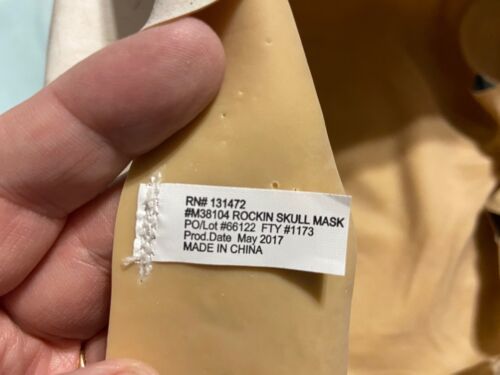 RN# 131472
#M38104 ROCKIN SKULL MASK
PO/Lot #66122 FTY #1173
Prod.Date May 2017
MADE IN CHINA